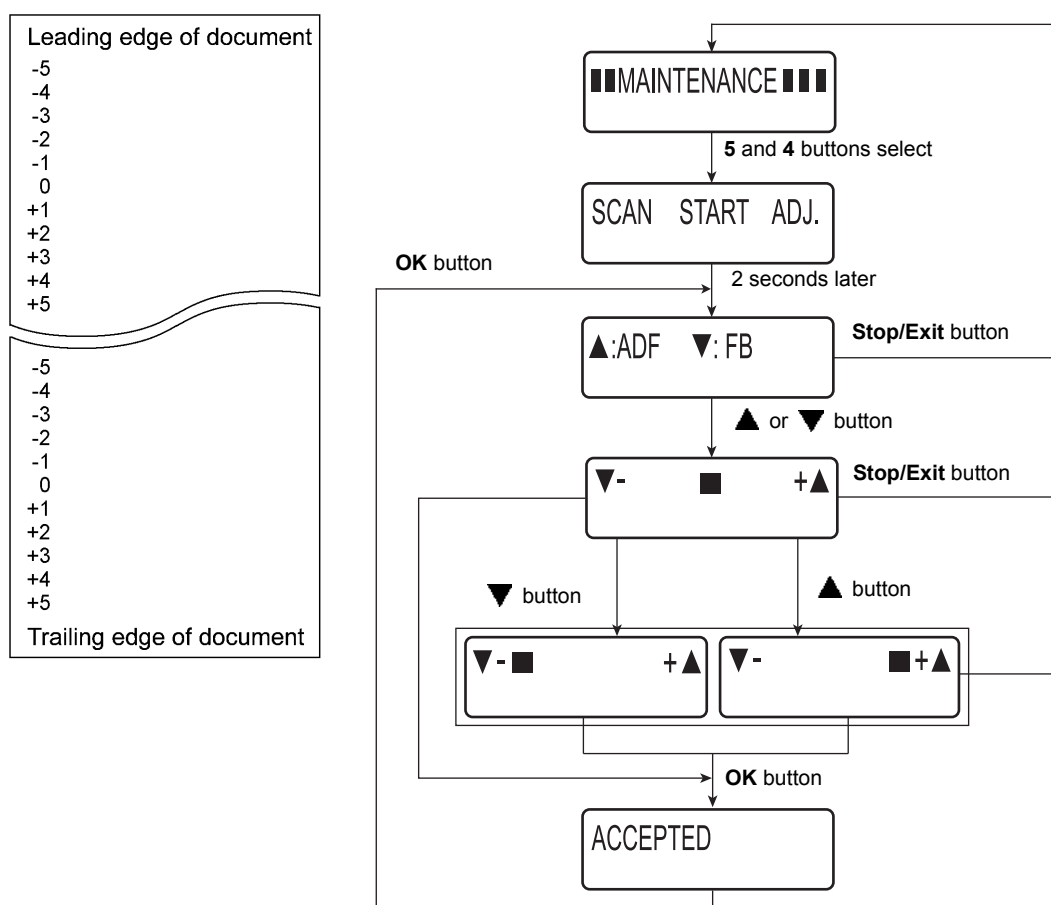 Leading edge of document
-5
-4
-3
-2
-1
0
+1
+2
+3
+4
+5
-5
-4
-3
-2
-1
0
+1
+2
+3
+4
+5
Trailing edge of document
▮▮MAINTENANCE▮▮▮
5 and 4 buttons select
SCAN START ADJ.
OK button
2 seconds later
▲:ADF ▼: FB
Stop/Exit button
▲ or ▼ button
▼- ■ +▲
Stop/Exit button
▼ button
▲ button
▼-■ +▲
▼- ■+▲
OK button
ACCEPTED